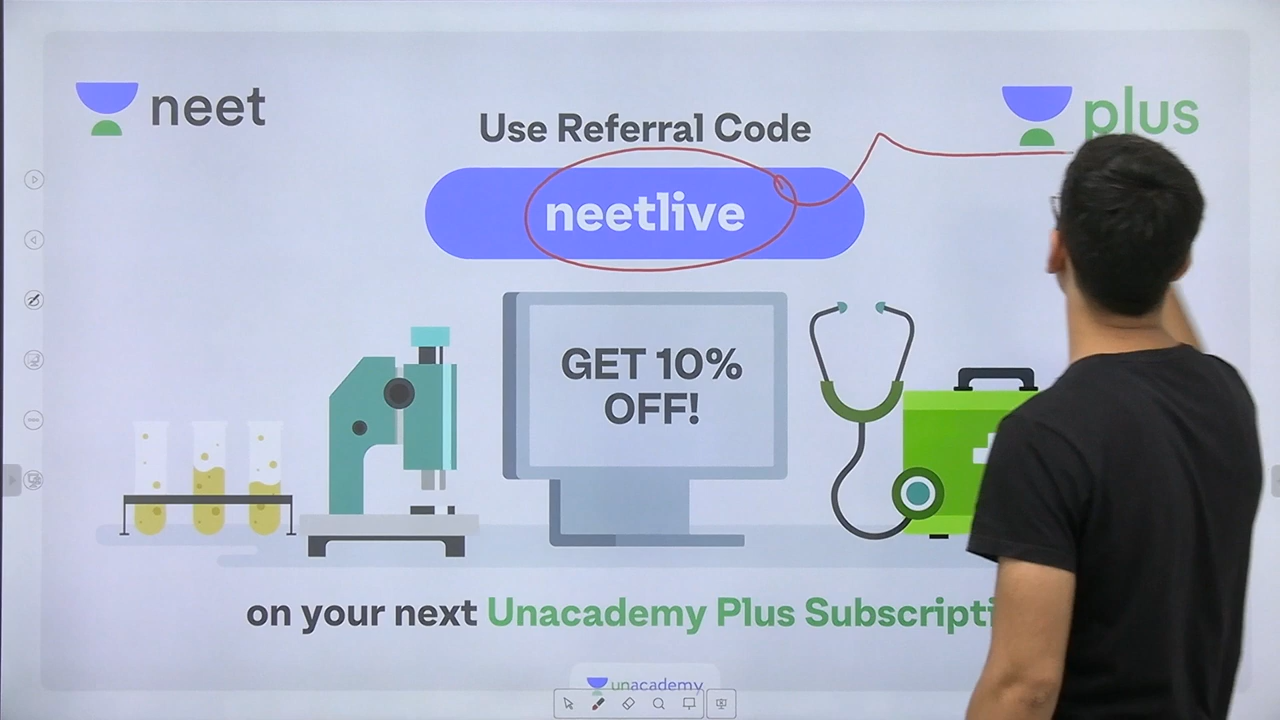 neet
plus
Use Referral Code
neetlive
GET 10%
OFF!
on your next Unacademy Plus Subscripti
unacademy